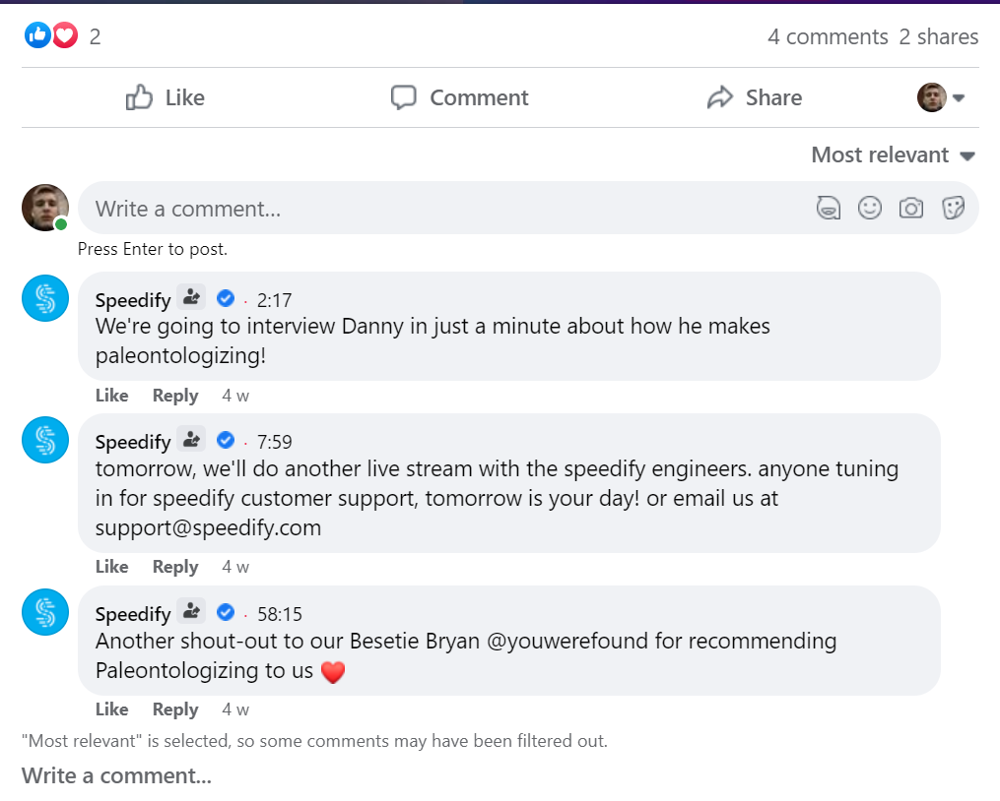 2
4 comments 2 shares
Like
Comment
Share
Most relevant
Write a comment...
Press Enter to post.
Speedify · 2:17
We're going to interview Danny in just a minute about how he makes
paleontologizing!
Like Reply 4 w
Speedify · 7:59
tomorrow, we'll do another live stream with the speedify engineers. anyone tuning
in for speedify customer support, tomorrow is your day! or email us at
support@speedify.com
Like Reply 4 w
Speedify · 58:15
Another shout-out to our Besetie Bryan @youwerefound for recommending
Paleontologizing to us ❤️
Like Reply 4 w
"Most relevant" is selected, so some comments may have been filtered out.
Write a comment...